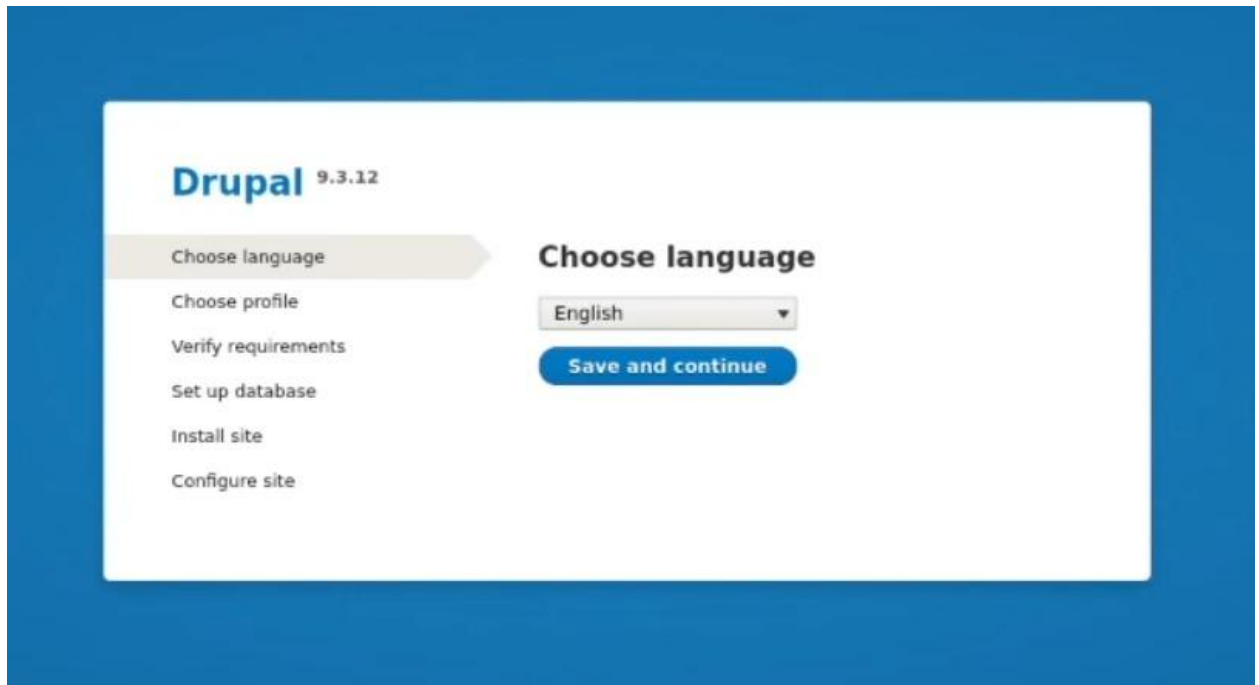 Drupal 9.3.12
Choose language
Choose profile
Verify requirements
Set up database
Install site
Configure site
Choose language
English
Save and continue